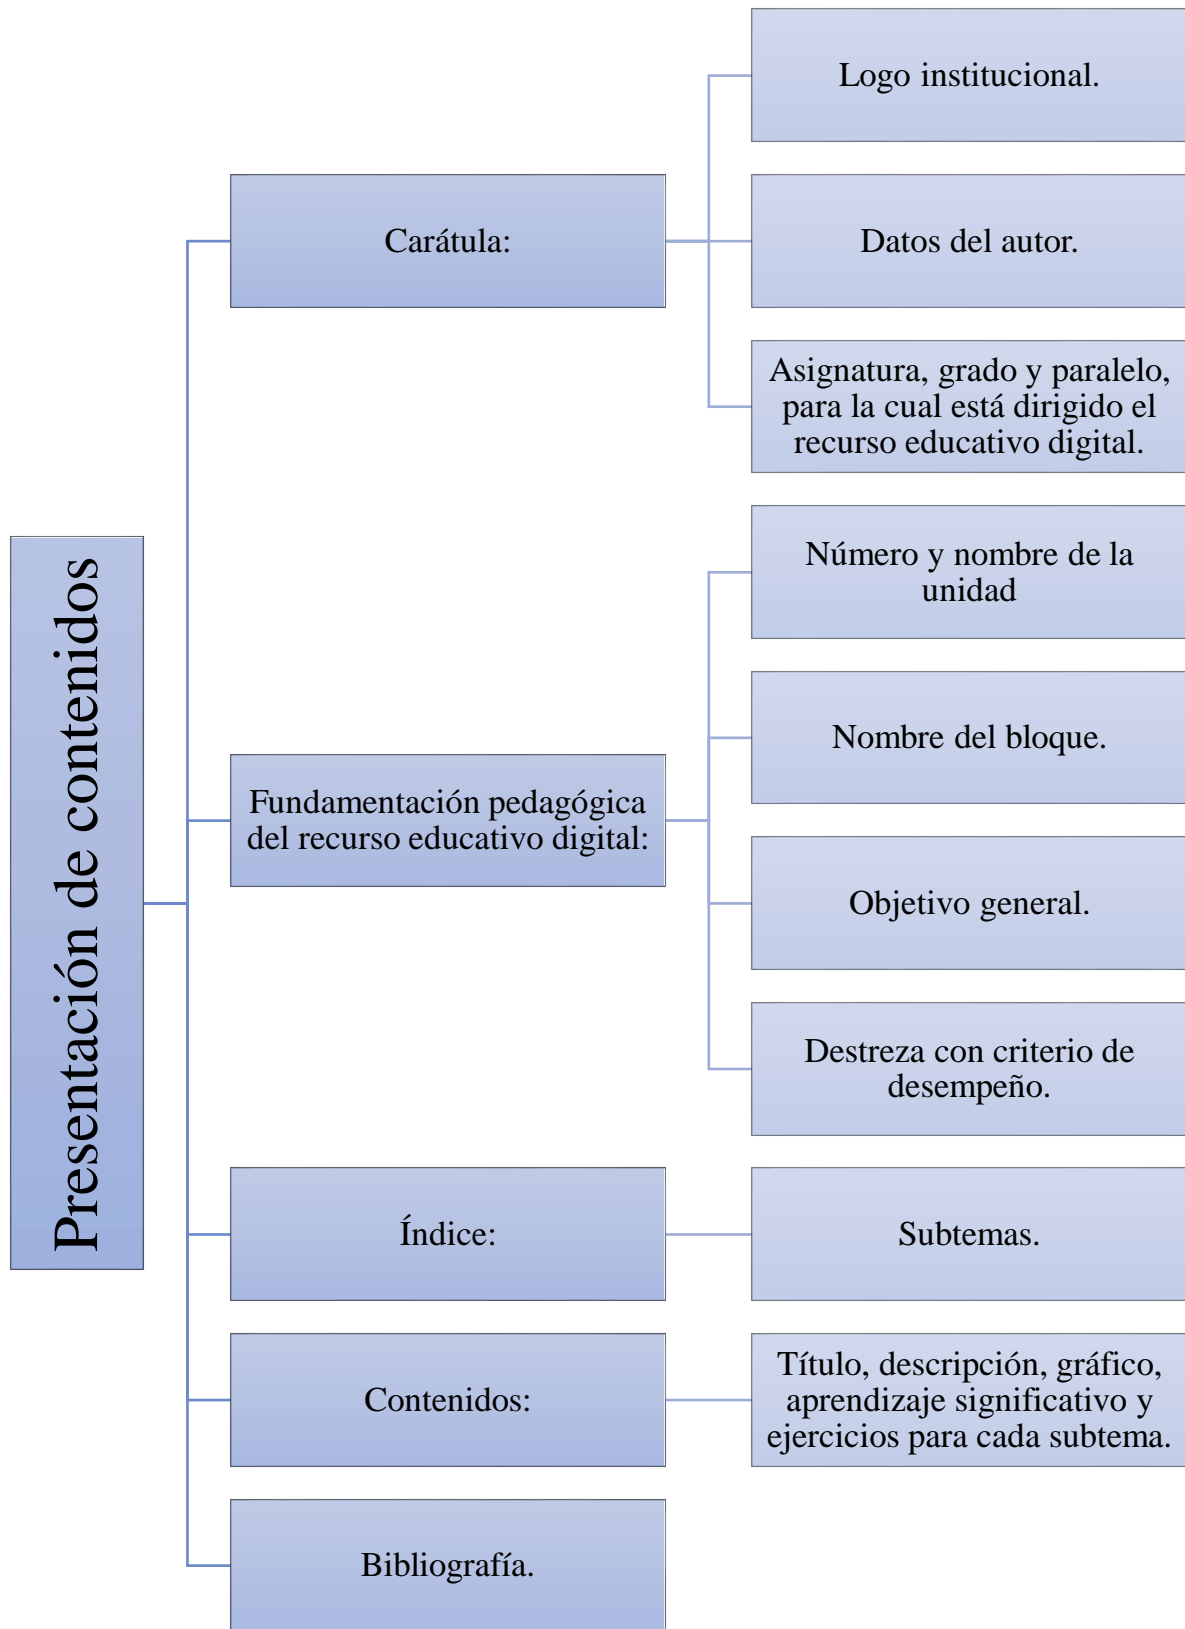 Presentación de contenidos
Carátula:
Logo institucional.
Datos del autor.
Asignatura, grado y paralelo,
para la cual está dirigido el
recurso educativo digital.
Fundamentación pedagógica
del recurso educativo digital:
Número y nombre de la
unidad
Nombre del bloque.
Objetivo general.
Destreza con criterio de
desempeño.
Índice:
Subtemas.
Contenidos:
Título, descripción, gráfico,
aprendizaje significativo y
ejercicios para cada subtema.
Bibliografía.